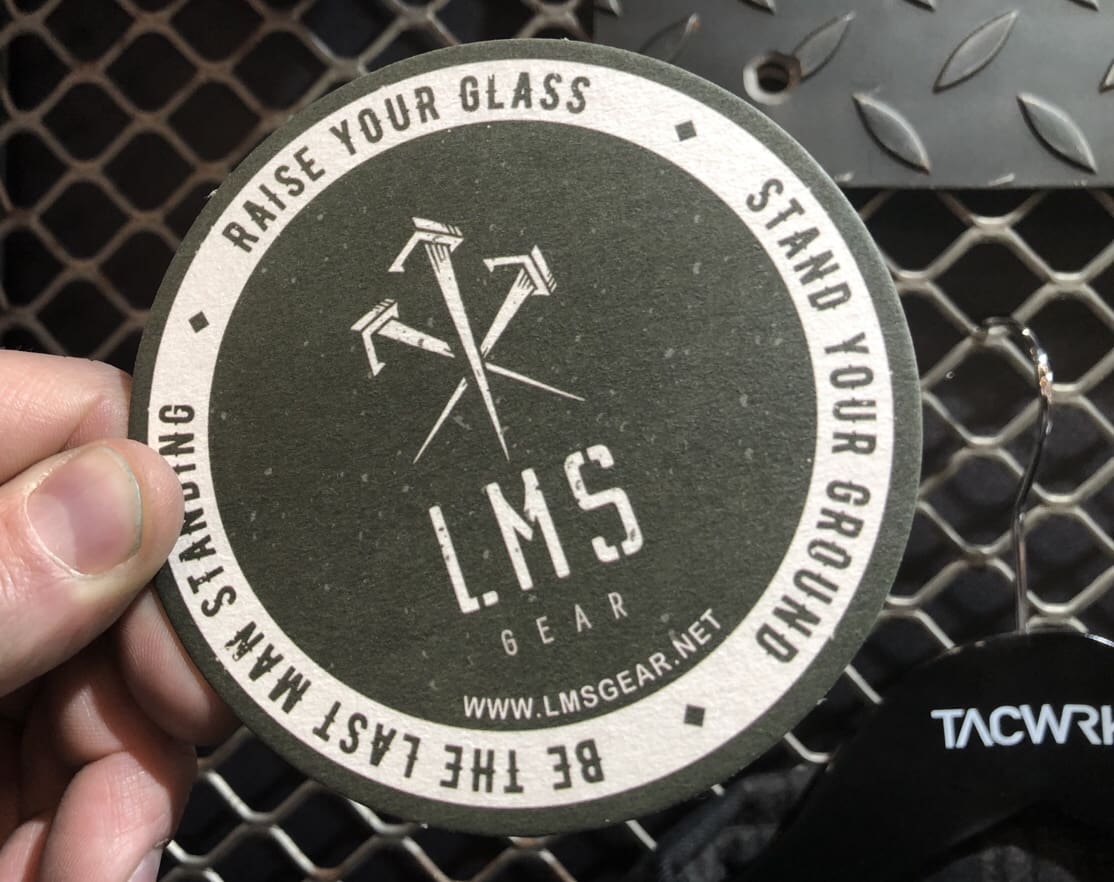 RAISE YOUR GLASS
STAND YOUR GROUND
BE THE LAST MAN STANDING
LMS
GEAR
WWW.LMSGEAR.NET
TACWRK